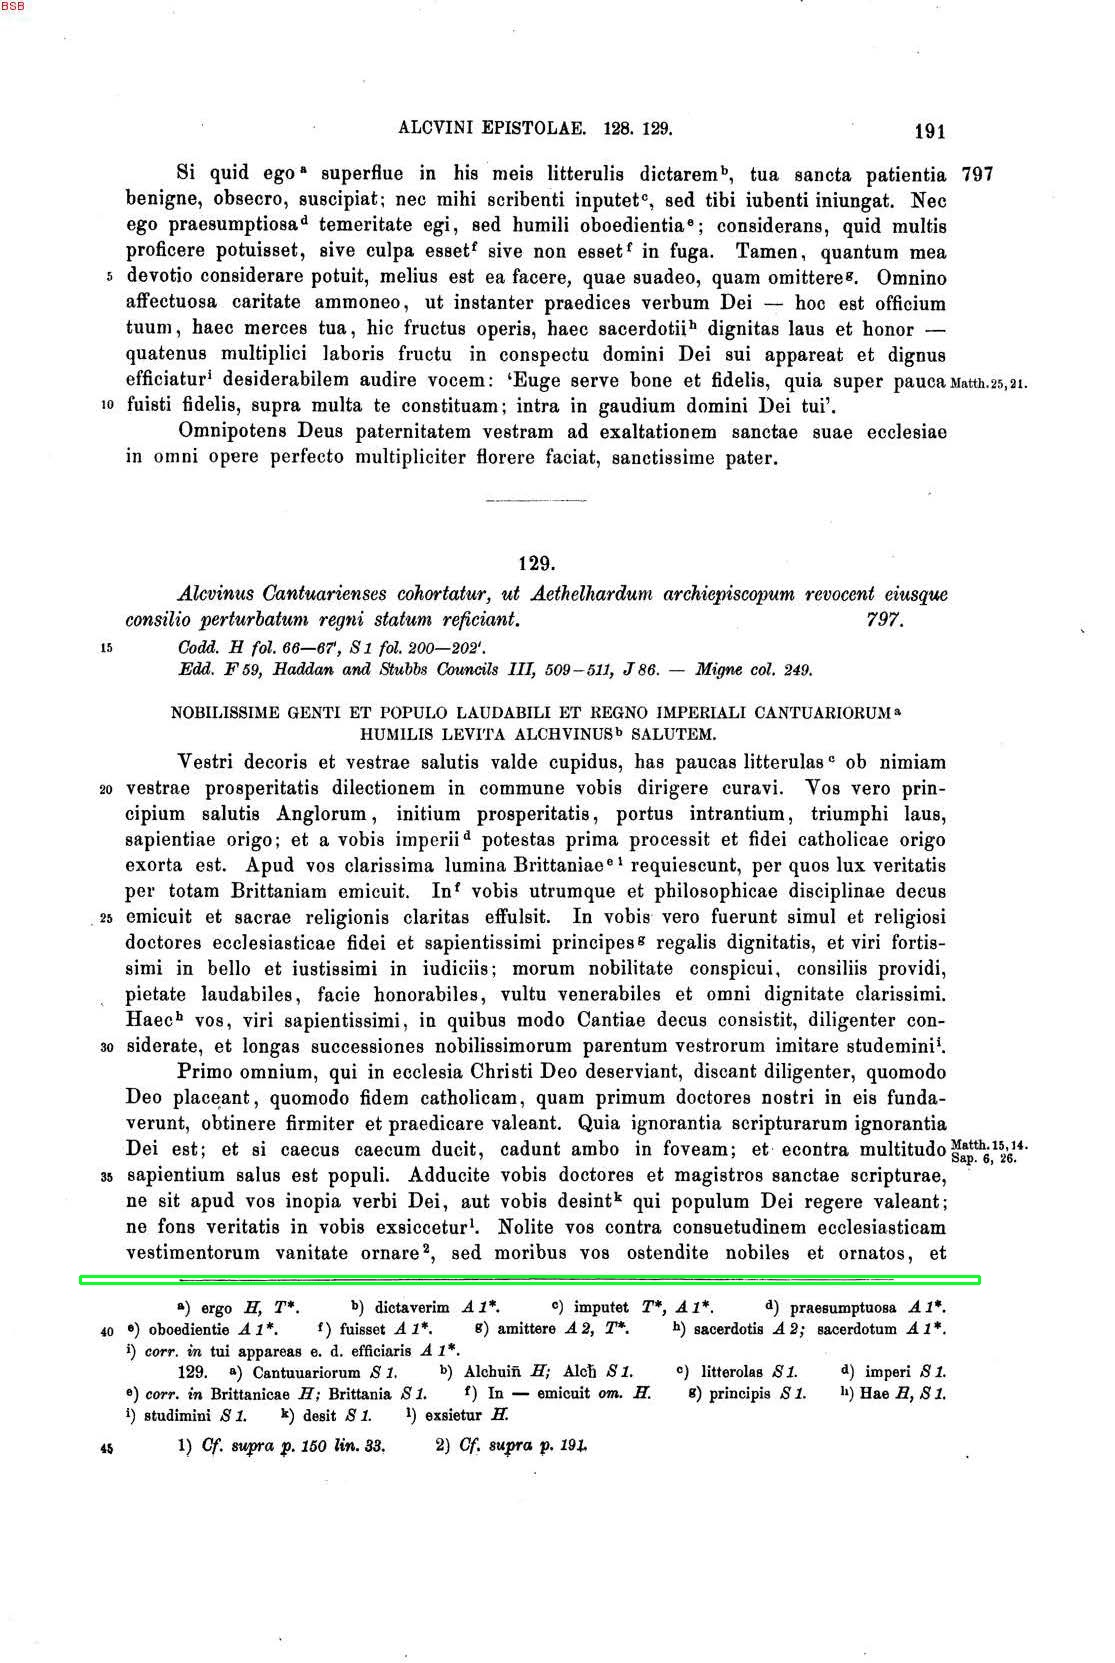 BSB
ALCVINI EPISTOLAE. 128. 129. 191
Si quid ego a superflue in his meis litterulis dictarem b, tua sancta patientia 797
benigne, obsecro, suscipiat; nec mihi scribenti inputet c, sed tibi iubenti iniungat. Nec
ego praesumptiosa d temeritate egi, sed humili oboedientia e; considerans, quid multis
proficere potuisset, sive culpa esset f sive non esset f in fuga. Tamen, quantum mea
5 devotio considerare potuit, melius est ea facere, quae suadeo, quam omittere g. Omnino
affectuosa caritate ammoneo, ut instanter praedices verbum Dei — hoc est officium
tuum, haec merces tua, hic fructus operis, haec sacerdotii h dignitas laus et honor —
quatenus multiplici laboris fructu in conspectu domini Dei sui appareat et dignus
efficiatur i desiderabilem audire vocem: ‘Euge serve bone et fidelis, quia super pauca Matth. 25, 21.
10 fuisti fidelis, supra multa te constituam; intra in gaudium domini Dei tui’.
Omnipotens Deus paternitatem vestram ad exaltationem sanctae suae ecclesiae
in omni opere perfecto multipliciter florere faciat, sanctissime pater.
129.
Alcvinus Cantuarienses cohortatur, ut Aethelhardum archiepiscopum revocent eiusque
consilio perturbatum regni statum reficiant. 797.
15 Codd. H fol. 66—67', S 1 fol. 200—202'.
Edd. F 59, Haddan and Stubbs Councils III, 509—511, J 86. — Migne col. 249.
NOBILISSIME GENTI ET POPULO LAUDABILI ET REGNO IMPERIALI CANTUARIORUM a
HUMILIS LEVITA ALCHVINUS b SALUTEM.
Vestri decoris et vestrae salutis valde cupidus, has paucas litterulas c ob nimiam
20 vestrae prosperitatis dilectionem in commune vobis dirigere curavi. Vos vero prin-
cipium salutis Anglorum, initium prosperitatis, portus intrantium, triumphi laus,
sapientiae origo; et a vobis imperii d potestas prima processit et fidei catholicae origo
exorta est. Apud vos clarissima lumina Brittaniae e 1 requiescunt, per quos lux veritatis
per totam Brittaniam emicuit. In f vobis utrumque et philosophicae disciplinae decus
25 emicuit et sacrae religionis claritas effulsit. In vobis vero fuerunt simul et religiosi
doctores ecclesiasticae fidei et sapientissimi principes g regalis dignitatis, et viri fortis-
simi in bello et iustissimi in iudiciis; morum nobilitate conspicui, consiliis providi,
pietate laudabiles, facie honorabiles, vultu venerabiles et omni dignitate clarissimi.
Haec h vos, viri sapientissimi, in quibus modo Cantiae decus consistit, diligenter con-
30 siderate, et longas successiones nobilissimorum parentum vestrorum imitare studemini i.
Primo omnium, qui in ecclesia Christi Deo deserviant, discant diligenter, quomodo
Deo placeant, quomodo fidem catholicam, quam primum doctores nostri in eis funda-
verunt, obtinere firmiter et praedicare valeant. Quia ignorantia scripturarum ignorantia
Dei est; et si caecus caecum ducit, cadunt ambo in foveam; et econtra multitudo Matth. 15, 14. Sap. 6, 26.
35 sapientium salus est populi. Adducite vobis doctores et magistros sanctae scripturae,
ne sit apud vos inopia verbi Dei, aut vobis desint k qui populum Dei regere valeant;
ne fons veritatis in vobis exsiccetur l. Nolite vos contra consuetudinem ecclesiasticam
vestimentorum vanitate ornare 2, sed moribus vos ostendite nobiles et ornatos, et
a) ergo H, T*. b) dictaverim A 1*. c) imputet T*, A 1*. d) praesumptuosa A 1*.
40 e) oboedientie A 1*. f) fuisset A 1*. g) amittere A 2, T*. h) sacerdotis A 2; sacerdotum A 1*.
i) corr. in tui appareas e. d. efficiaris A 1*.
129. a) Cantuuariorum S 1. b) Alchuin̄ H; Alcħ S 1. c) litterolas S 1. d) imperi S 1.
e) corr. in Brittanicae H; Brittania S 1. f) In — emicuit om. H. g) principis S 1. h) Hae H, S 1.
i) studimini S 1. k) desit S 1. l) exsietur H.
45 1) Cf. supra p. 150 lin. 33. 2) Cf. supra p. 191.